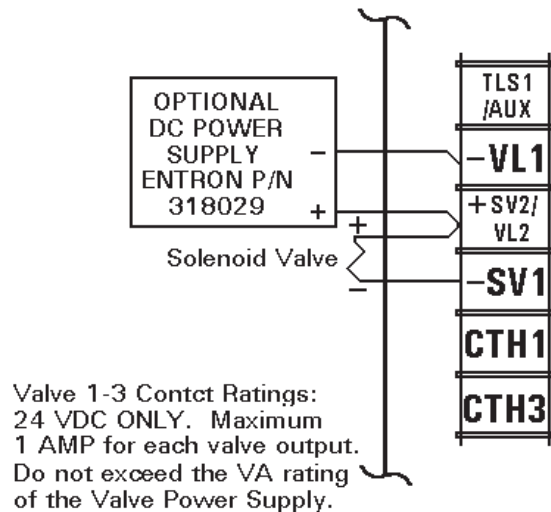 OPTIONAL
DC POWER
SUPPLY −
ENTRON P/N
318029 +
+
Solenoid Valve
−
TLS1
/AUX
−VL1
+SV2/
VL2
−SV1
CTH1
CTH3
Valve 1-3 Contct Ratings:
24 VDC ONLY. Maximum
1 AMP for each valve output.
Do not exceed the VA rating
of the Valve Power Supply.